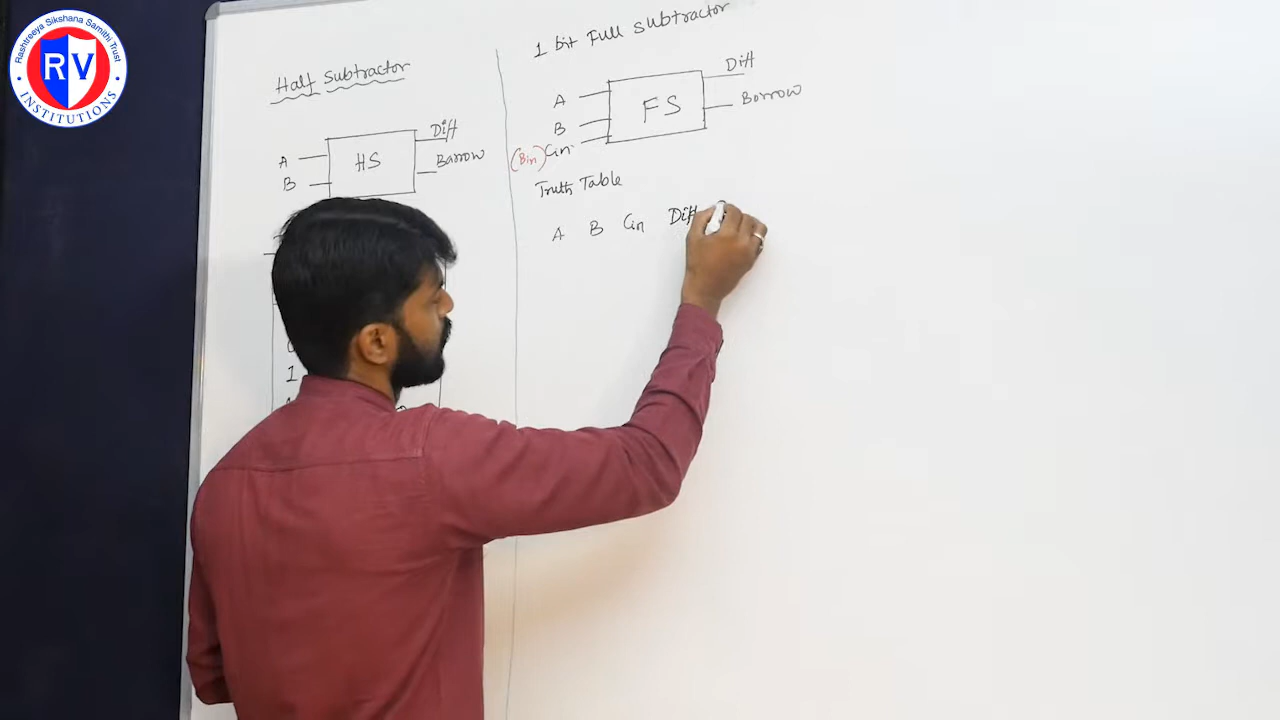 Rashtreeya Sikshana Samithi Trust
RV
INSTITUTIONS
Half Subtractor
A
B
HS
Diff
Barrow
1 bit Full Subtractor
A
B
(Bin) Cin
FS
Diff
Borrow
Truth Table
A B Cin Diff
1